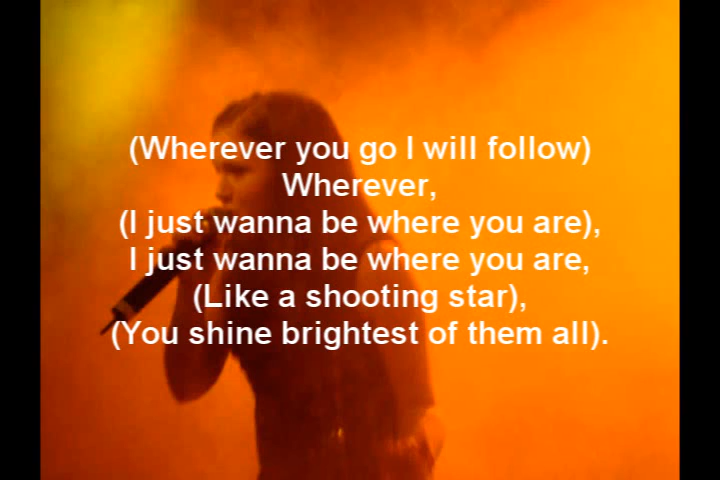 (Wherever you go I will follow)
Wherever,
(I just wanna be where you are),
I just wanna be where you are,
(Like a shooting star),
(You shine brightest of them all).